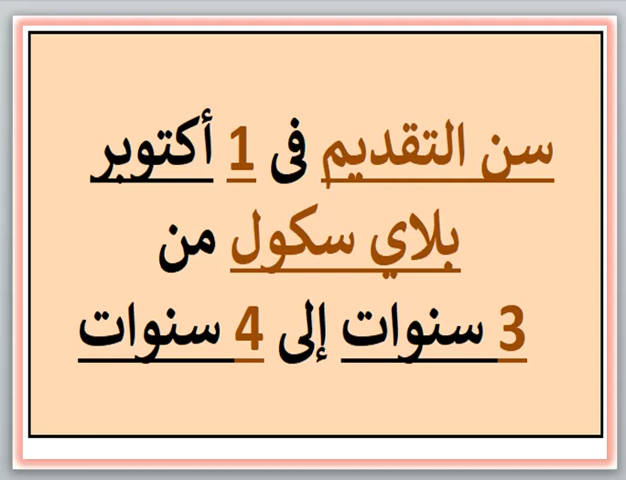 سن التقديم فى 1 أكتوبر
بلاي سكول من
3 سنوات إلى 4 سنوات